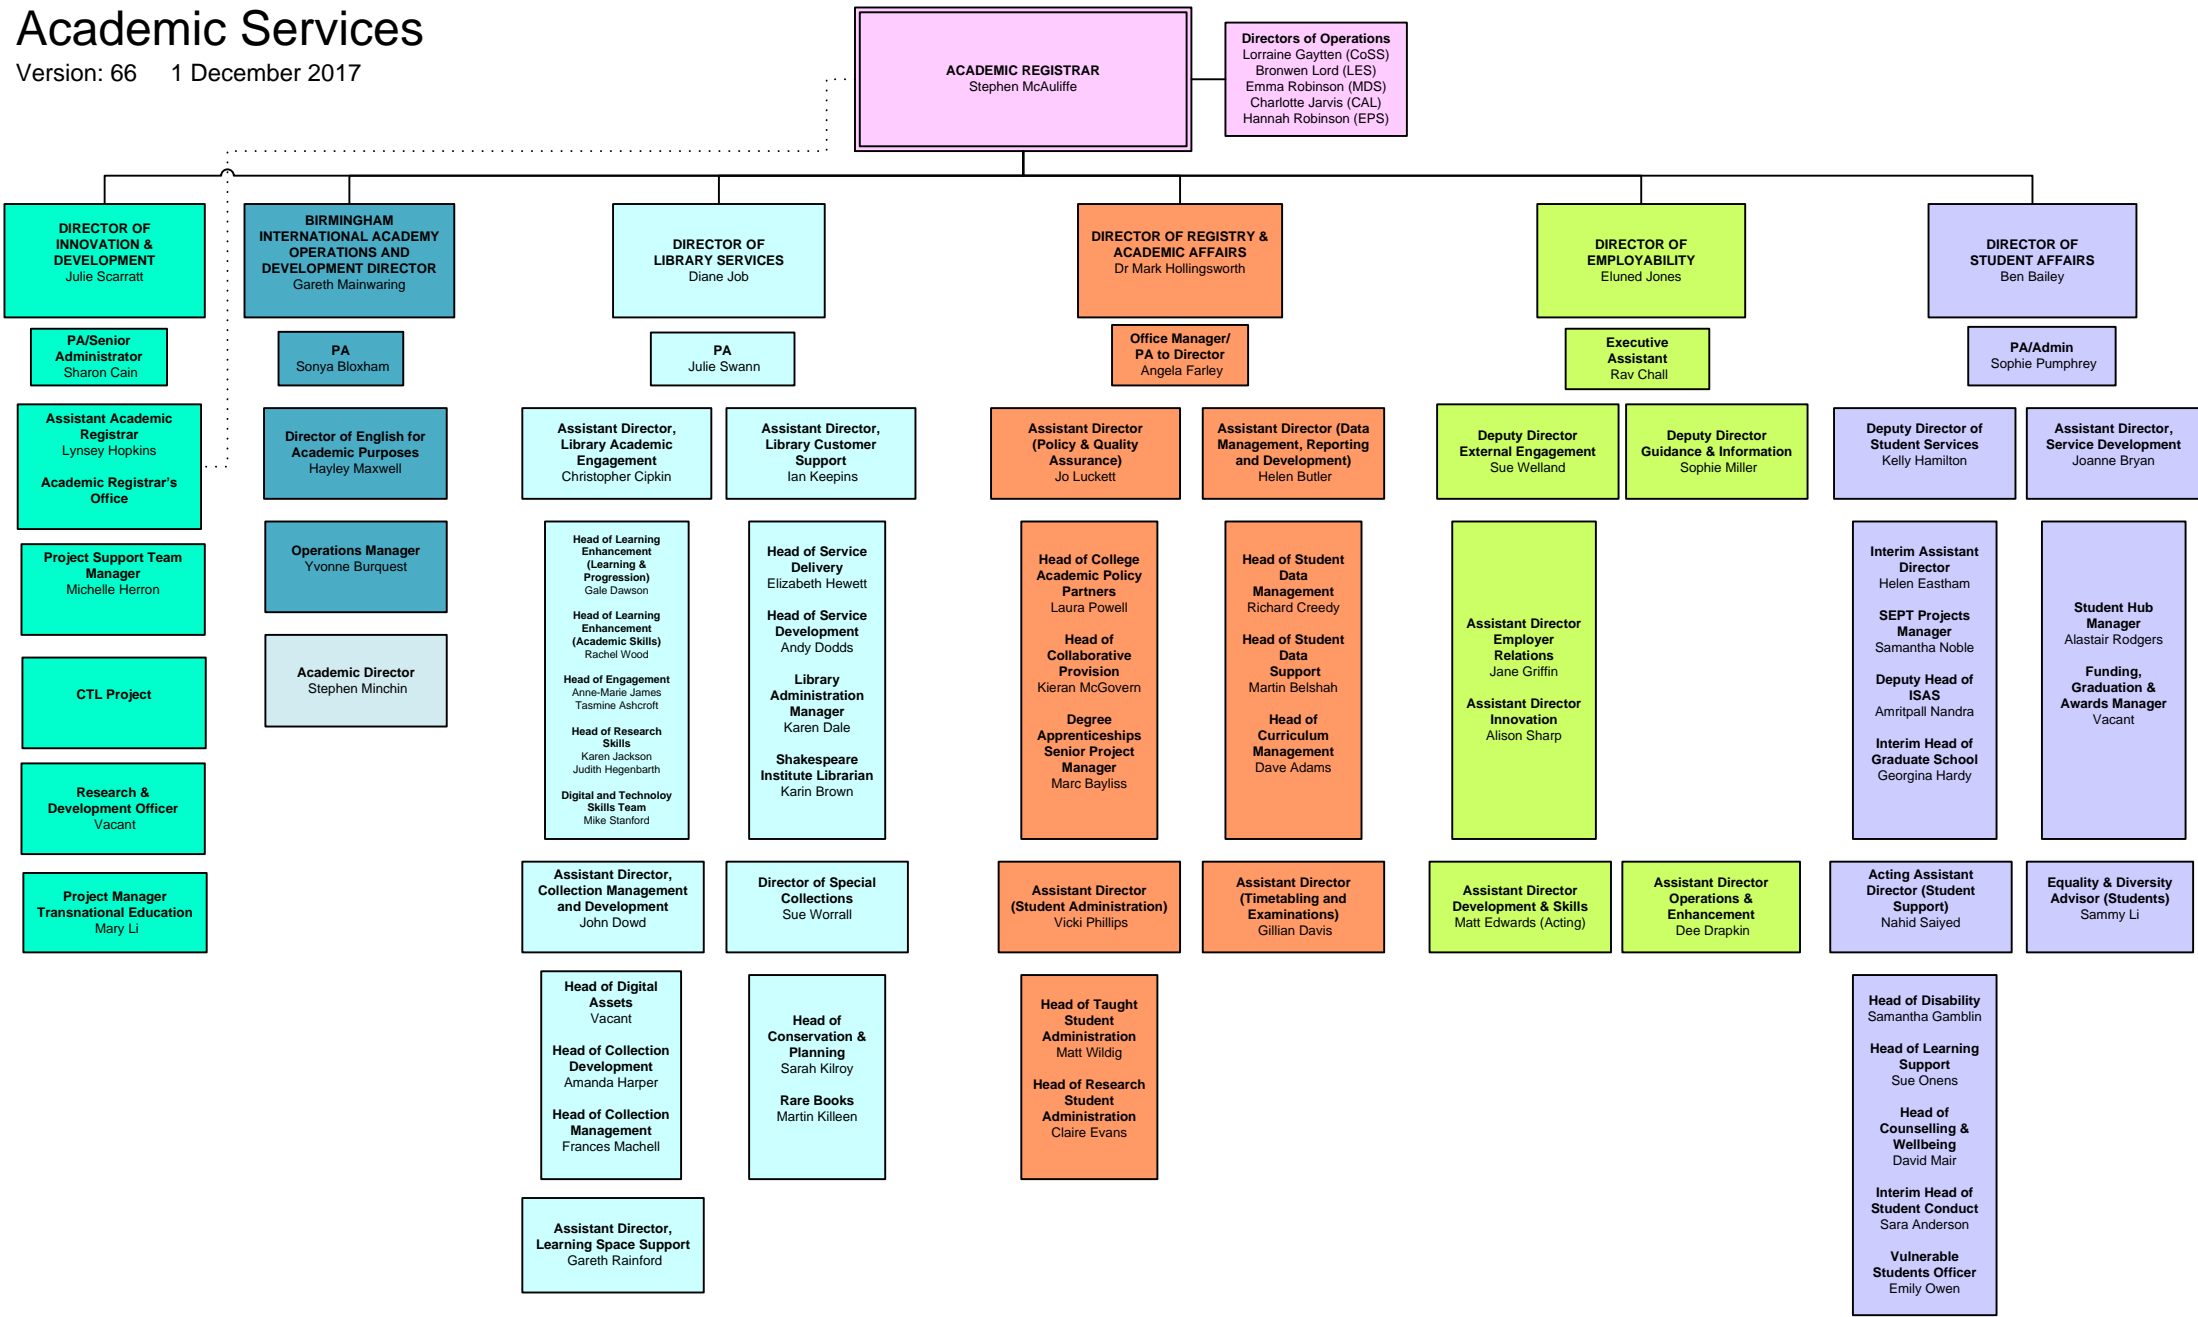 Academic Services
Version: 66 1 December 2017
ACADEMIC REGISTRAR
Stephen McAuliffe
Directors of Operations
Lorraine Gaytten (CoSS)
Bronwen Lord (LES)
Emma Robinson (MDS)
Charlotte Jarvis (CAL)
Hannah Robinson (EPS)
DIRECTOR OF
INNOVATION &
DEVELOPMENT
Julie Scarratt
PA/Senior
Administrator
Sharon Cain
Assistant Academic
Registrar
Lynsey Hopkins
Academic Registrar's
Office
Project Support Team
Manager
Michelle Herron
CTL Project
Research &
Development Officer
Vacant
Project Manager
Transnational Education
Mary Li
BIRMINGHAM
INTERNATIONAL ACADEMY
OPERATIONS AND
DEVELOPMENT DIRECTOR
Gareth Mainwaring
PA
Sonya Bloxham
Director of English for
Academic Purposes
Hayley Maxwell
Operations Manager
Yvonne Burquest
Academic Director
Stephen Minchin
DIRECTOR OF
LIBRARY SERVICES
Diane Job
PA
Julie Swann
Assistant Director,
Library Academic
Engagement
Christopher Cipkin
Head of Learning
Enhancement
(Learning &
Progression)
Gale Dawson
Head of Learning
Enhancement
(Academic Skills)
Rachel Wood
Head of Engagement
Anne-Marie James
Tasmine Ashcroft
Head of Research
Skills
Karen Jackson
Judith Hegenbarth
Digital and Technoloy
Skills Team
Mike Stanford
Assistant Director,
Library Customer
Support
Ian Keepins
Head of Service
Delivery
Elizabeth Hewett
Head of Service
Development
Andy Dodds
Library
Administration
Manager
Karen Dale
Shakespeare
Institute Librarian
Karin Brown
Assistant Director,
Collection Management
and Development
John Dowd
Head of Digital
Assets
Vacant
Head of Collection
Development
Amanda Harper
Head of Collection
Management
Frances Machell
Director of Special
Collections
Sue Worrall
Head of
Conservation &
Planning
Sarah Kilroy
Rare Books
Martin Killeen
Assistant Director,
Learning Space Support
Gareth Rainford
DIRECTOR OF REGISTRY &
ACADEMIC AFFAIRS
Dr Mark Hollingsworth
Office Manager/
PA to Director
Angela Farley
Assistant Director
(Policy & Quality
Assurance)
Jo Luckett
Head of College
Academic Policy
Partners
Laura Powell
Head of
Collaborative
Provision
Kieran McGovern
Degree
Apprenticeships
Senior Project
Manager
Marc Bayliss
Assistant Director (Data
Management, Reporting
and Development)
Helen Butler
Head of Student
Data
Management
Richard Creedy
Head of Student
Data
Support
Martin Belshah
Head of
Curriculum
Management
Dave Adams
Assistant Director
(Student Administration)
Vicki Phillips
Head of Taught
Student
Administration
Matt Wildig
Head of Research
Student
Administration
Claire Evans
Assistant Director
(Timetabling and
Examinations)
Gillian Davis
DIRECTOR OF
EMPLOYABILITY
Eluned Jones
Executive
Assistant
Rav Chall
Deputy Director
External Engagement
Sue Welland
Deputy Director
Guidance & Information
Sophie Miller
Assistant Director
Employer
Relations
Jane Griffin
Assistant Director
Innovation
Alison Sharp
Assistant Director
Development & Skills
Matt Edwards (Acting)
Assistant Director
Operations &
Enhancement
Dee Drapkin
DIRECTOR OF
STUDENT AFFAIRS
Ben Bailey
PA/Admin
Sophie Pumphrey
Deputy Director of
Student Services
Kelly Hamilton
Interim Assistant
Director
Helen Eastham
SEPT Projects
Manager
Samantha Noble
Deputy Head of
ISAS
Amritpall Nandra
Interim Head of
Graduate School
Georgina Hardy
Assistant Director,
Service Development
Joanne Bryan
Student Hub
Manager
Alastair Rodgers
Funding,
Graduation &
Awards Manager
Vacant
Acting Assistant
Director (Student
Support)
Nahid Saiyed
Head of Disability
Samantha Gamblin
Head of Learning
Support
Sue Onens
Head of
Counselling &
Wellbeing
David Mair
Interim Head of
Student Conduct
Sara Anderson
Vulnerable
Students Officer
Emily Owen
Equality & Diversity
Advisor (Students)
Sammy Li